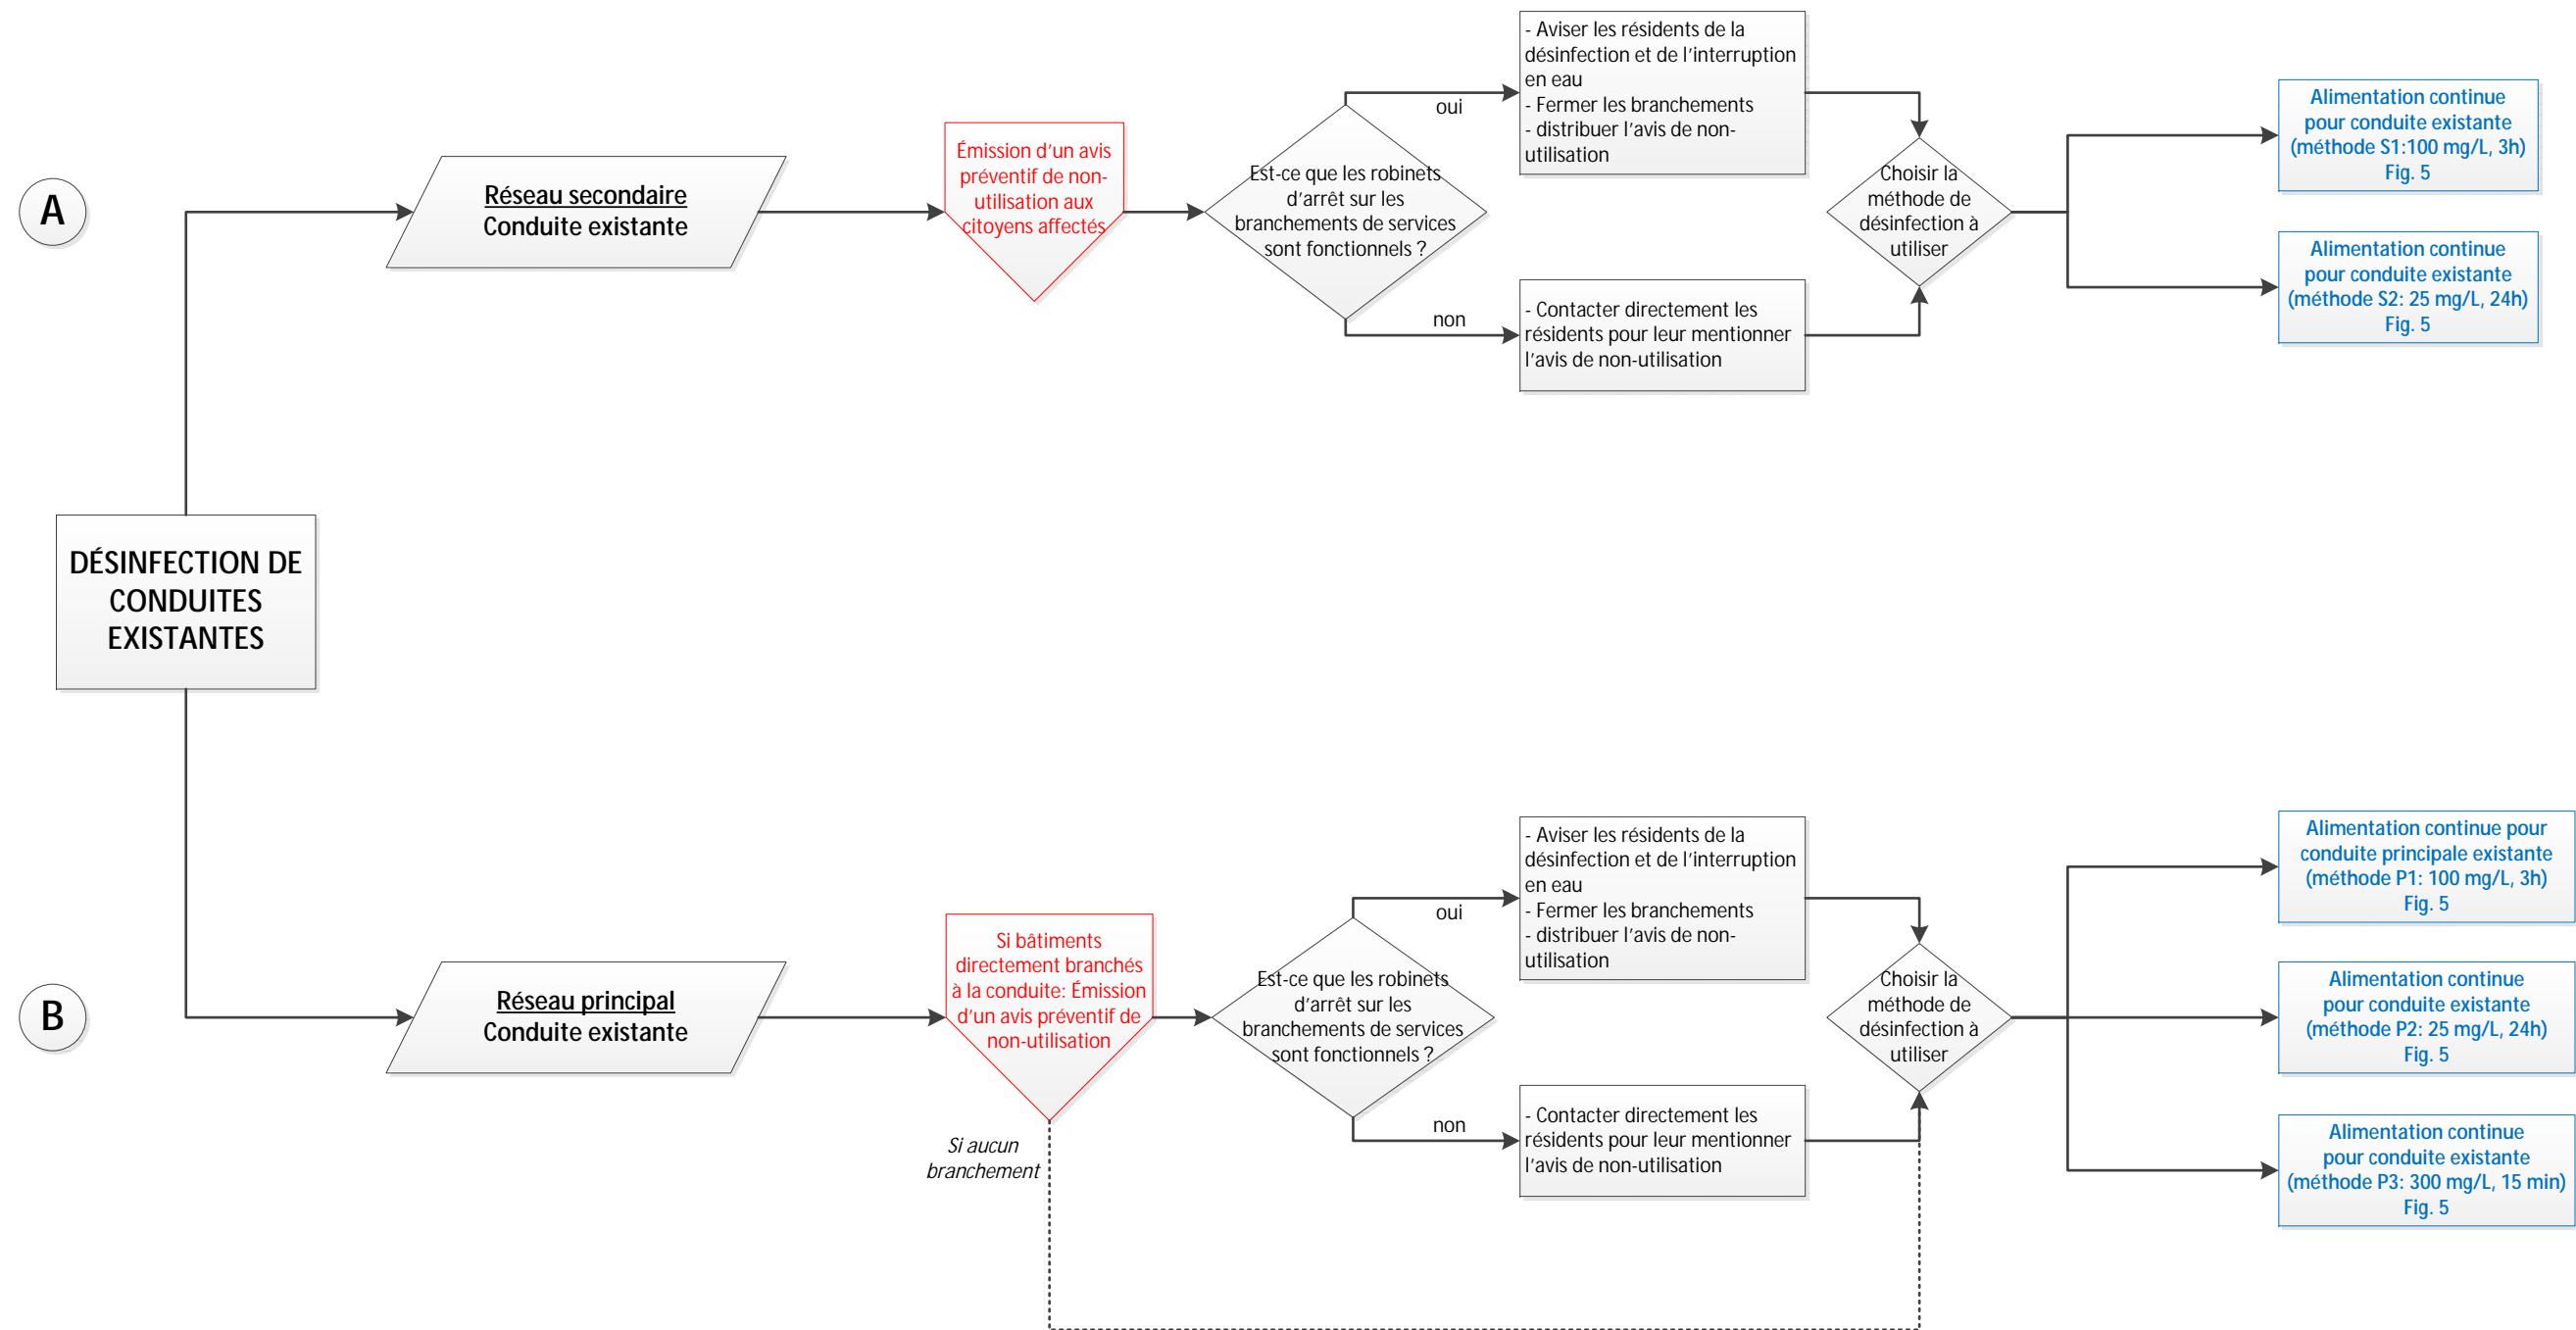 A
Réseau secondaire
Conduite existante
Émission d'un avis
préventif de non-
utilisation aux
citoyens affectés
Est-ce que les robinets
d'arrêt sur les
branchements de services
sont fonctionnels ?
oui
- Aviser les résidents de la
désinfection et de l'interruption
en eau
- Fermer les branchements
- distribuer l'avis de non-
utilisation
non
- Contacter directement les
résidents pour leur mentionner
l'avis de non-utilisation
Choisir la
méthode de
désinfection à
utiliser
Alimentation continue
pour conduite existante
(méthode S1:100 mg/L, 3h)
Fig. 5
Alimentation continue
pour conduite existante
(méthode S2: 25 mg/L, 24h)
Fig. 5
DÉSINFECTION DE
CONDUITES
EXISTANTES
B
Réseau principal
Conduite existante
Si bâtiments
directement branchés
à la conduite: Émission
d'un avis préventif de
non-utilisation
Si aucun
branchement
Est-ce que les robinets
d'arrêt sur les
branchements de services
sont fonctionnels ?
oui
- Aviser les résidents de la
désinfection et de l'interruption
en eau
- Fermer les branchements
- distribuer l'avis de non-
utilisation
non
- Contacter directement les
résidents pour leur mentionner
l'avis de non-utilisation
Choisir la
méthode de
désinfection à
utiliser
Alimentation continue pour
conduite principale existante
(méthode P1: 100 mg/L, 3h)
Fig. 5
Alimentation continue
pour conduite existante
(méthode P2: 25 mg/L, 24h)
Fig. 5
Alimentation continue
pour conduite existante
(méthode P3: 300 mg/L, 15 min)
Fig. 5